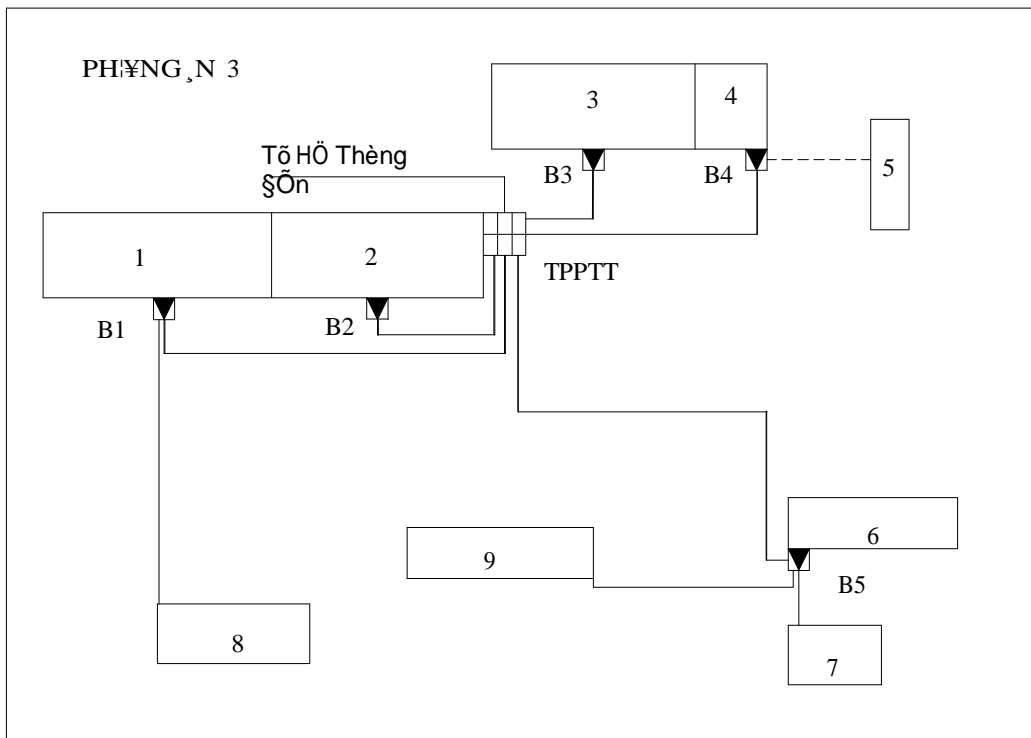 PH¦¥NG ¸N 3
3
4
Tõ HÖ Thèng
§Õn
B3
B4
5
1
2
TPPTT
B1
B2
6
9
B5
8
7